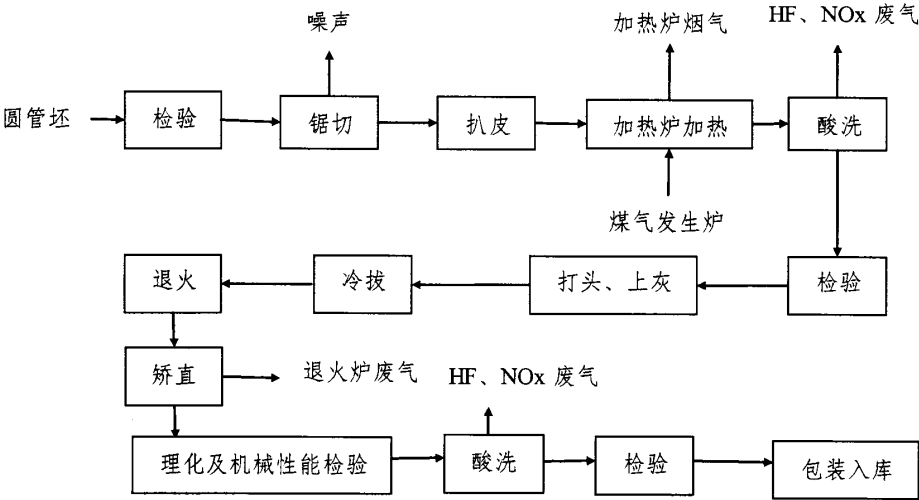 噪声
加热炉烟气
HF、NOx 废气
圆管坯
检验
锯切
扒皮
加热炉加热
酸洗
煤气发生炉
退火
冷拔
打头、上灰
检验
矫直
退火炉废气
HF、NOx 废气
理化及机械性能检验
酸洗
检验
包装入库